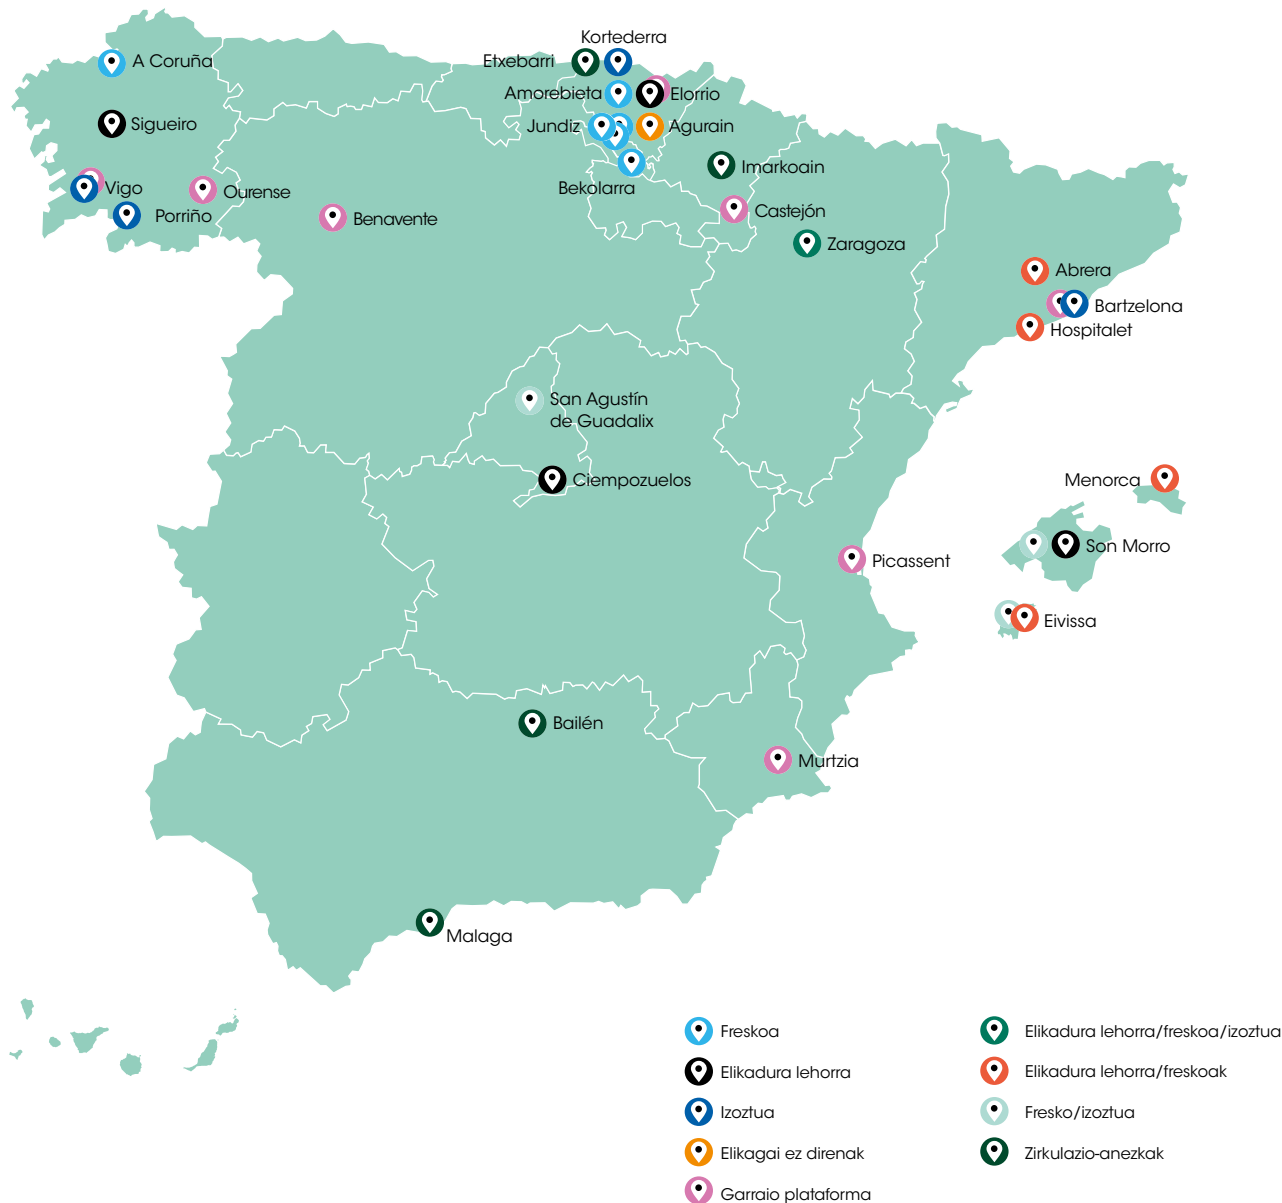 Kortederra
A Coruña
Etxebarri
Amorebieta
Elorrio
Sigueiro
Jundiz
Agurain
Imarkoain
Bekolarra
Vigo
Ourense
Castejón
Porriño
Benavente
Zaragoza
Abrera
Bartzelona
Hospitalet
San Agustín
de Guadalix
Ciempozuelos
Menorca
Son Morro
Picassent
Eivissa
Bailén
Murtzia
Malaga
Freskoa
Elikadura lehorra
Izoztua
Elikagai ez direnak
Garraio plataforma
Elikadura lehorra/freskoa/izoztua
Elikadura lehorra/freskoak
Fresko/izoztua
Zirkulazio-anezkak